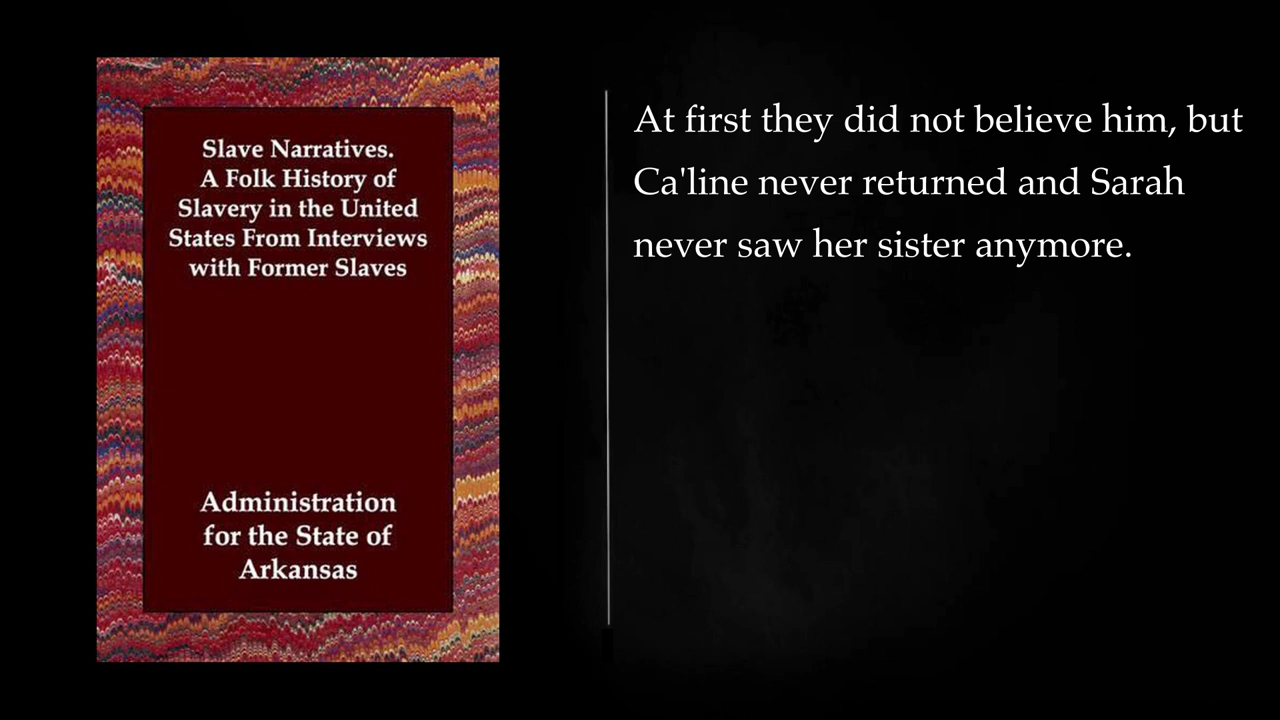 Slave Narratives.
A Folk History of
Slavery in the United
States From Interviews
with Former Slaves
Administration
for the State of
Arkansas
At first they did not believe him, but
Ca'line never returned and Sarah
never saw her sister anymore.